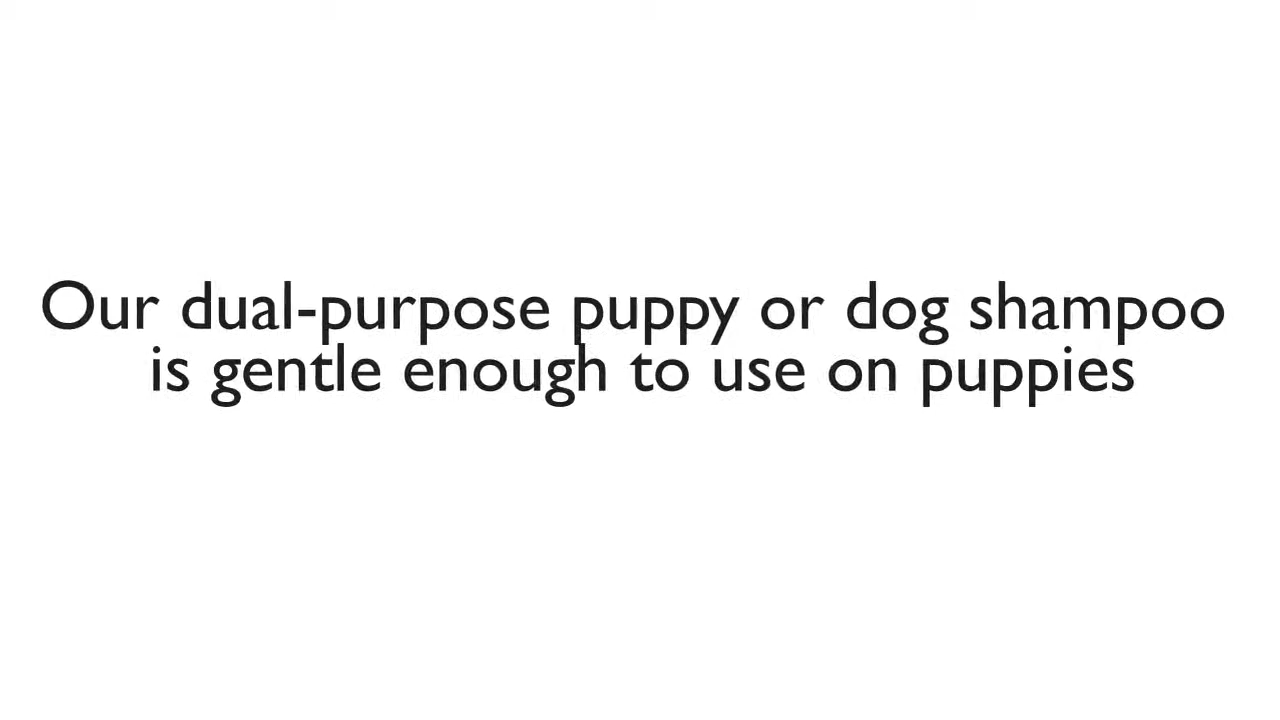 Our dual-purpose puppy or dog shampoo
is gentle enough to use on puppies